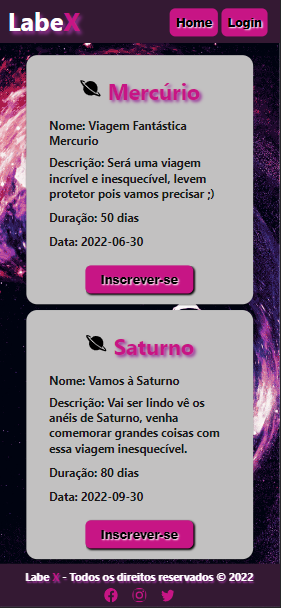 LabeX
Home Login
Mercúrio
Nome: Viagem Fantástica
Mercurio
Descrição: Será uma viagem
incrível e inesquecível, levem
protetor pois vamos precisar ;)
Duração: 50 dias
Data: 2022-06-30
Inscrever-se
Saturno
Nome: Vamos à Saturno
Descrição: Vai ser lindo vê os
anéis de Saturno, venha
comemorar grandes coisas com
essa viagem inesquecível.
Duração: 80 dias
Data: 2022-09-30
Inscrever-se
Labe X - Todos os direitos reservados © 2022